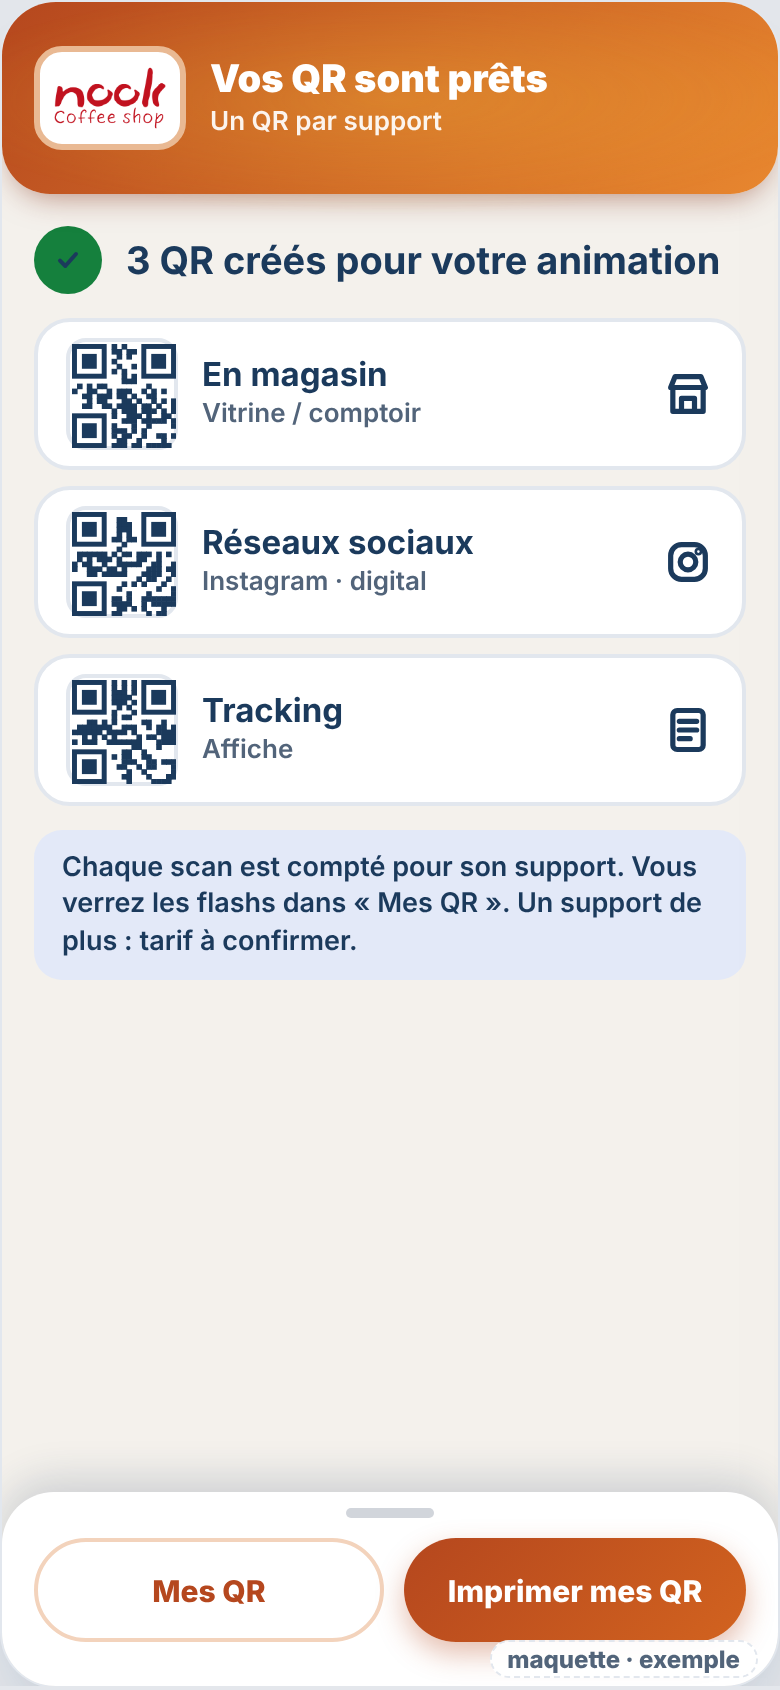 nook
Coffee shop
Vos QR sont prêts
Un QR par support
3 QR créés pour votre animation
En magasin
Vitrine / comptoir
Réseaux sociaux
Instagram · digital
Tracking
Affiche
Chaque scan est compté pour son support. Vous
verrez les flashs dans « Mes QR ». Un support de
plus : tarif à confirmer.
Mes QR
Imprimer mes QR
maquette · exemple